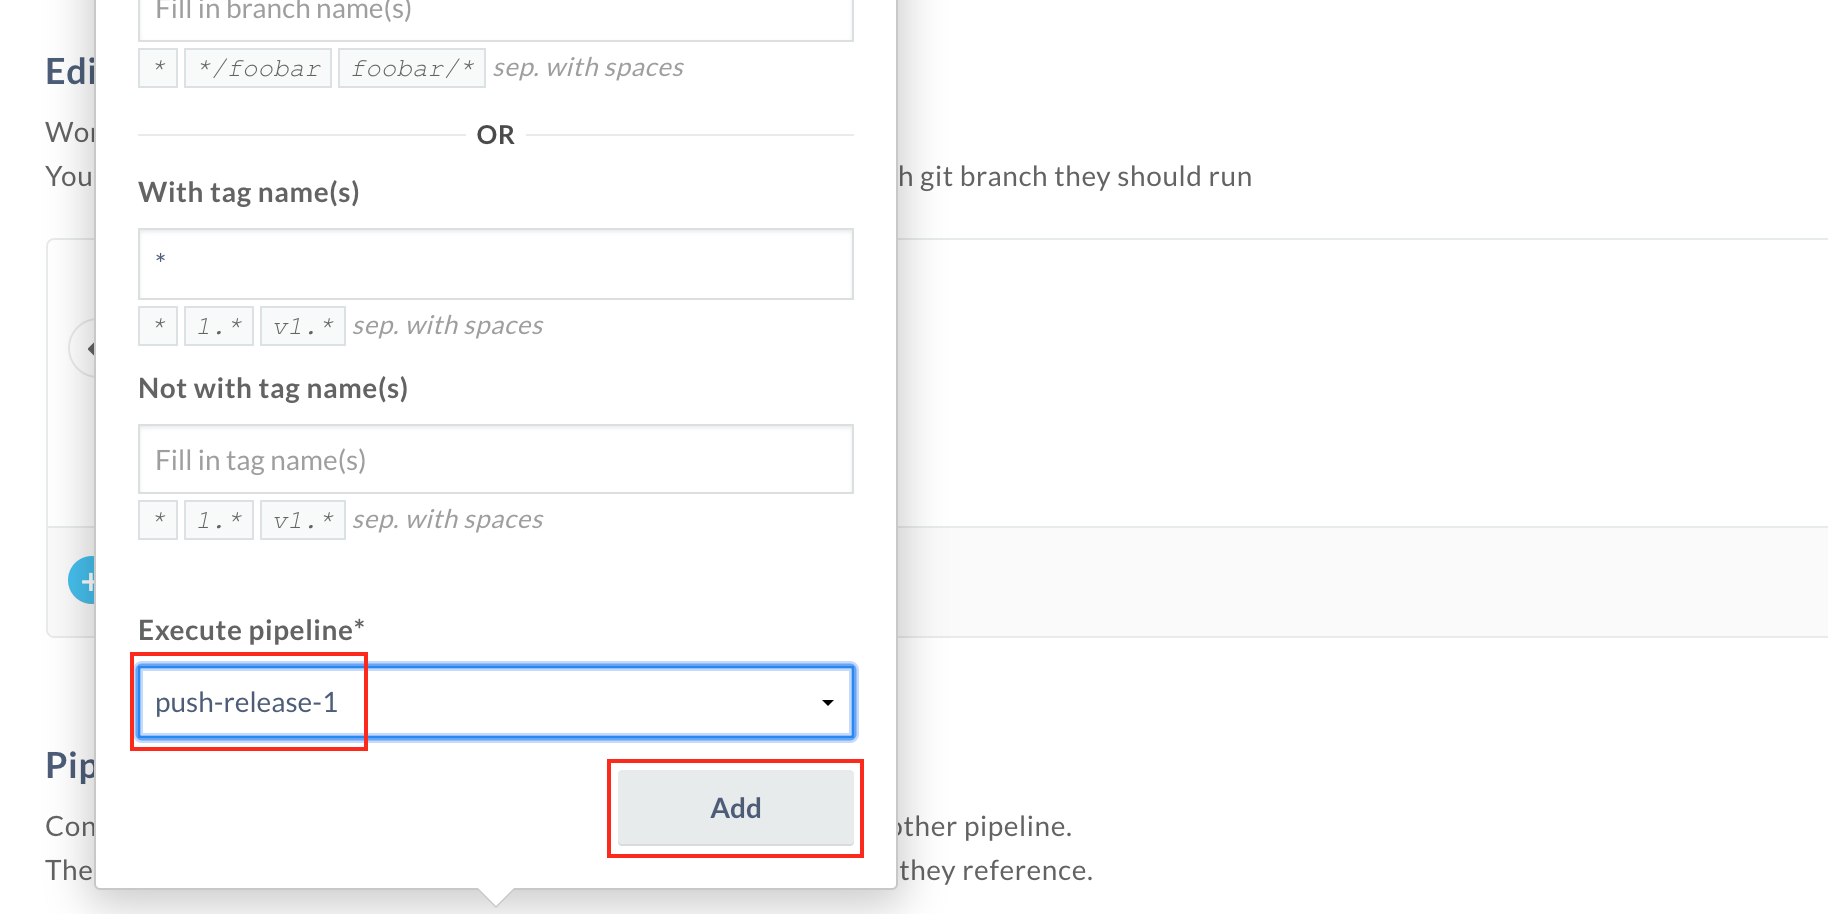 Fill in branch name(s)
* */foobar foobar/* sep. with spaces
Edi
OR
Wor
You h git branch they should run
With tag name(s)
*
* 1.* v1.* sep. with spaces
Not with tag name(s)
Fill in tag name(s)
* 1.* v1.* sep. with spaces
+
Execute pipeline*
push-release-1
Pip
Add
Con other pipeline.
The they reference.